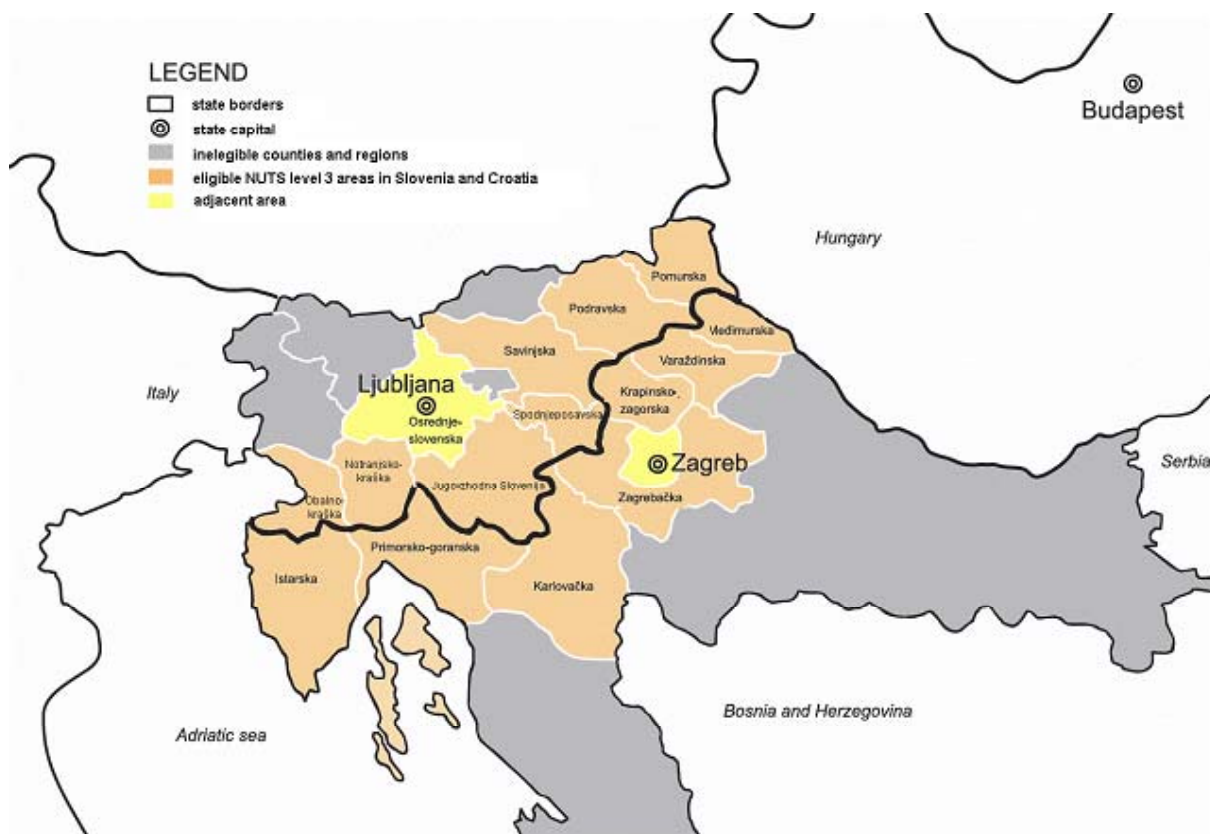 LEGEND
state borders
state capital
inelegible counties and regions
eligible NUTS level 3 areas in Slovenia and Croatia
adjacent area
Budapest
Hungary
Pomurska
Podravska
Međimurska
Savinjska
Varaždinska
Italy
Ljubljana
Krapinsko-
zagorska
Spodnjeposavska
Osrednje-
slovenska
Zagreb
Serbia
Notranjsko-
kraška
Jugovzhodna Slovenija
Zagrebačka
Obalno-
kraška
Primorsko-goranska
Istarska
Karlovačka
Bosnia and Herzegovina
Adriatic sea